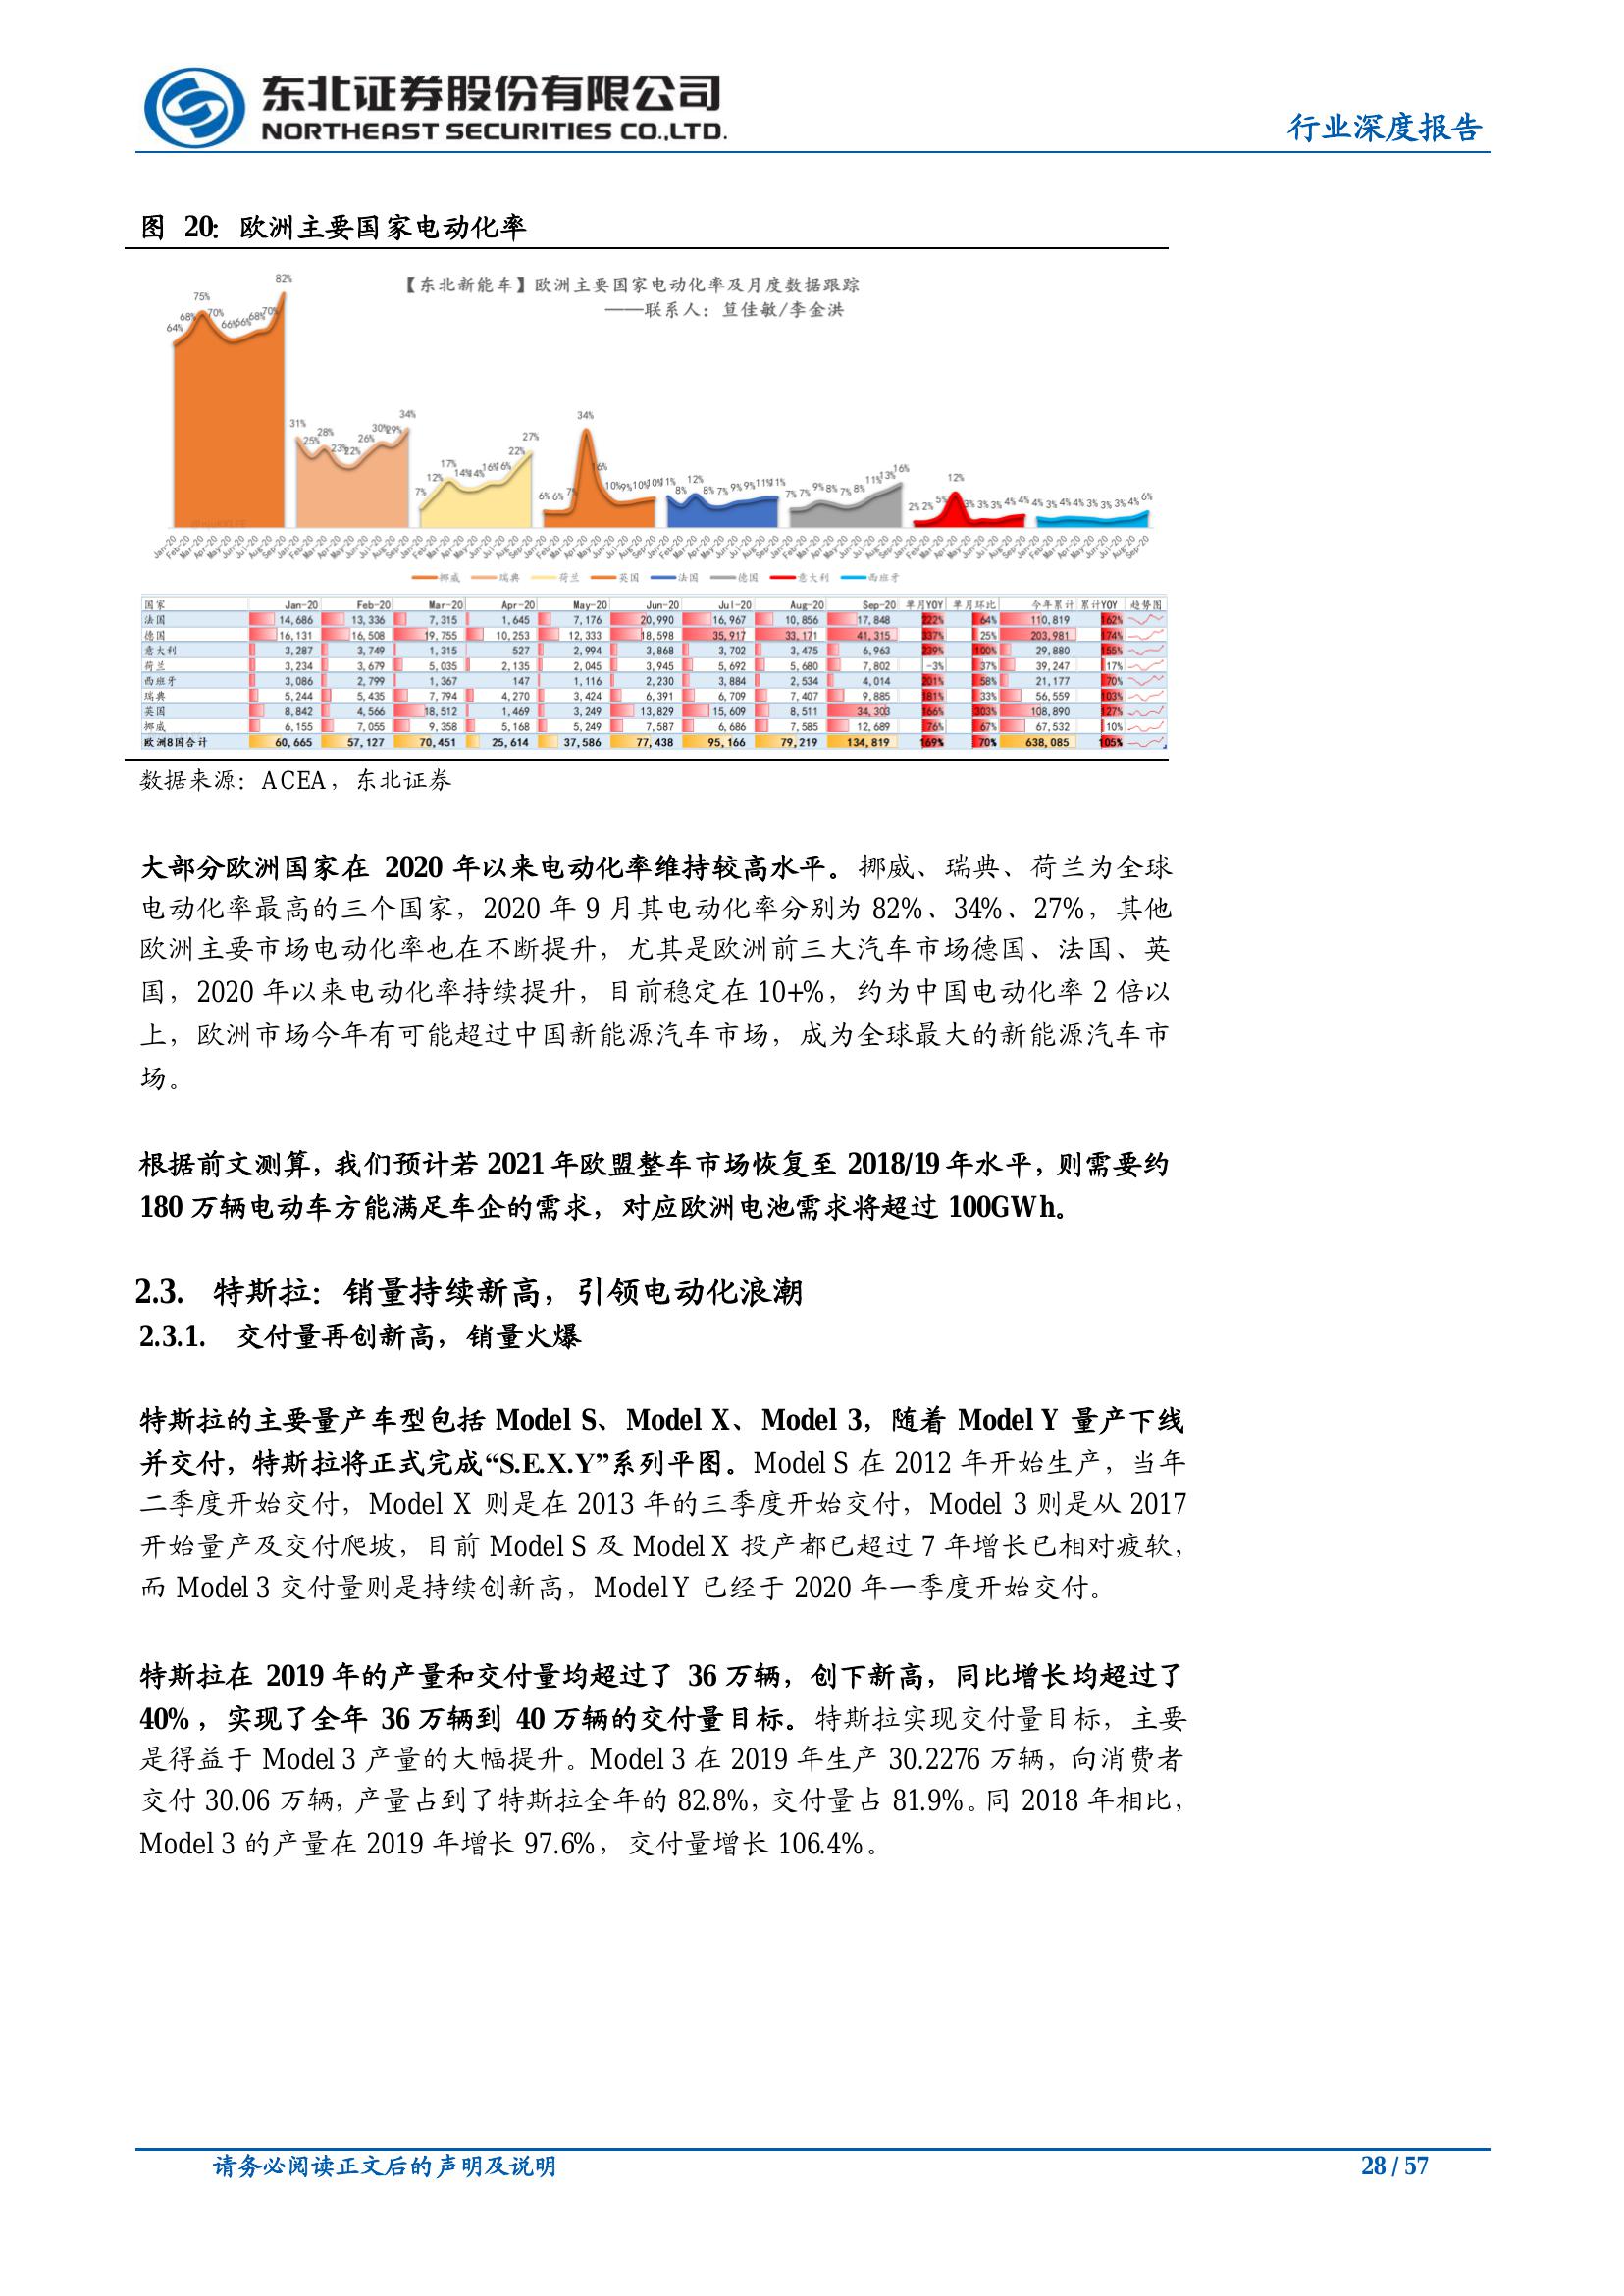 东北证券股份有限公司
NORTHEAST SECURITIES CO.,LTD.
行业深度报告
图 20：欧洲主要国家电动化率
【东北新能车】欧洲主要国家电动化率及月度数据跟踪
——联系人：笪佳敏/李金洪
64% 68% 75% 70% 66% 66% 68% 70% 82%
31% 25% 28% 23% 22% 26% 30% 29% 34%
7% 12% 17% 14% 14% 16% 16% 22% 27%
6% 6% 7% 34% 16% 10% 9% 10% 10%
11% 8% 12% 8% 7% 9% 9% 11% 11%
7% 7% 9% 8% 7% 8% 11% 13% 16%
2% 2% 5% 12% 3% 3% 3% 4% 4%
4% 3% 4% 4% 3% 3% 3% 4% 6%
Jan-20 Feb-20 Mar-20 Apr-20 May-20 Jun-20 Jul-20 Aug-20 Sep-20
挪威 瑞典 荷兰 英国 法国 德国 意大利 西班牙
国家 Jan-20 Feb-20 Mar-20 Apr-20 May-20 Jun-20 Jul-20 Aug-20 Sep-20 单月YOY 单月环比 今年累计 累计YOY 趋势图
法国 14,686 13,336 7,315 1,645 7,176 20,990 16,967 10,856 17,848 222% 64% 110,819 162%
德国 16,131 16,508 19,755 10,253 12,333 18,598 35,917 33,171 41,315 337% 25% 203,981 174%
意大利 3,287 3,749 1,315 527 2,994 3,868 3,702 3,475 6,963 239% 100% 29,880 155%
荷兰 3,234 3,679 5,035 2,135 2,045 3,945 5,692 5,680 7,802 -3% 37% 39,247 17%
西班牙 3,086 2,799 1,367 147 1,116 2,230 3,884 2,534 4,014 201% 58% 21,177 70%
瑞典 5,244 5,435 7,794 4,270 3,424 6,391 6,709 7,407 9,885 181% 33% 56,559 103%
英国 8,842 4,566 18,512 1,469 3,249 13,829 15,609 8,511 34,303 166% 303% 108,890 127%
挪威 6,155 7,055 9,358 5,168 5,249 7,587 6,686 7,585 12,689 76% 67% 67,532 10%
欧洲8国合计 60,665 57,127 70,451 25,614 37,586 77,438 95,166 79,219 134,819 169% 70% 638,085 105%
数据来源：ACEA，东北证券
大部分欧洲国家在 2020 年以来电动化率维持较高水平。挪威、瑞典、荷兰为全球
电动化率最高的三个国家，2020 年 9 月其电动化率分别为 82%、34%、27%，其他
欧洲主要市场电动化率也在不断提升，尤其是欧洲前三大汽车市场德国、法国、英
国，2020 年以来电动化率持续提升，目前稳定在 10+%，约为中国电动化率 2 倍以
上，欧洲市场今年有可能超过中国新能源汽车市场，成为全球最大的新能源汽车市
场。
根据前文测算，我们预计若 2021 年欧盟整车市场恢复至 2018/19 年水平，则需要约
180 万辆电动车方能满足车企的需求，对应欧洲电池需求将超过 100GWh。
2.3. 特斯拉：销量持续新高，引领电动化浪潮
2.3.1. 交付量再创新高，销量火爆
特斯拉的主要量产车型包括 Model S、Model X、Model 3，随着 Model Y 量产下线
并交付，特斯拉将正式完成“S.E.X.Y”系列平图。Model S 在 2012 年开始生产，当年
二季度开始交付，Model X 则是在 2013 年的三季度开始交付，Model 3 则是从 2017
开始量产及交付爬坡，目前 Model S 及 Model X 投产都已超过 7 年增长已相对疲软，
而 Model 3 交付量则是持续创新高，Model Y 已经于 2020 年一季度开始交付。
特斯拉在 2019 年的产量和交付量均超过了 36 万辆，创下新高，同比增长均超过了
40%，实现了全年 36 万辆到 40 万辆的交付量目标。特斯拉实现交付量目标，主要
是得益于 Model 3 产量的大幅提升。Model 3 在 2019 年生产 30.2276 万辆，向消费者
交付 30.06 万辆，产量占到了特斯拉全年的 82.8%，交付量占 81.9%。同 2018 年相比，
Model 3 的产量在 2019 年增长 97.6%，交付量增长 106.4%。
请务必阅读正文后的声明及说明
28 / 57